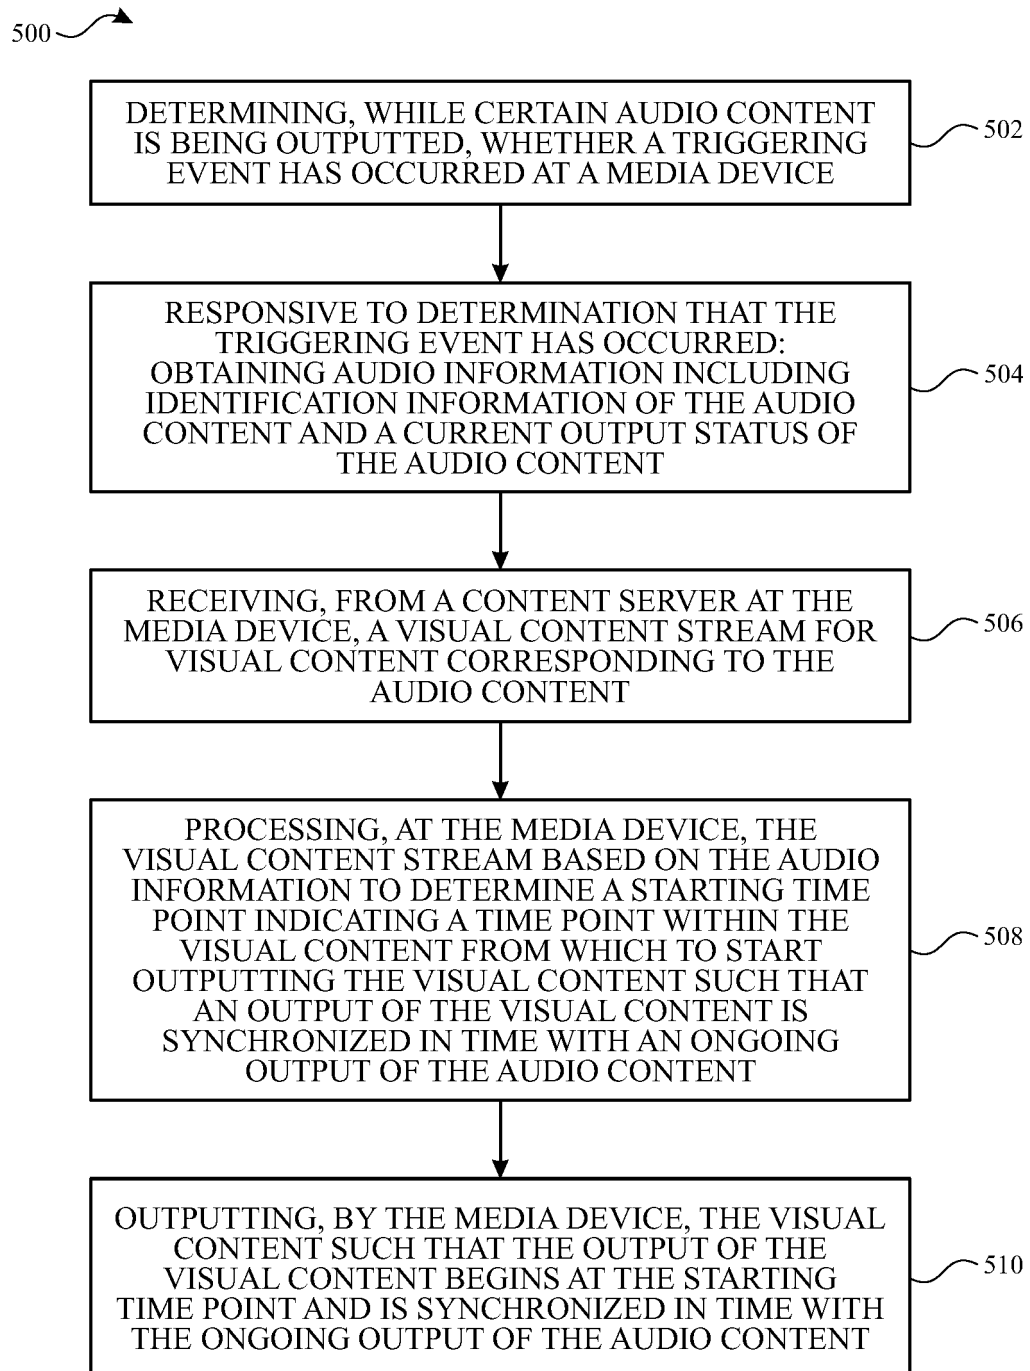 500
DETERMINING, WHILE CERTAIN AUDIO CONTENT
IS BEING OUTPUTTED, WHETHER A TRIGGERING
EVENT HAS OCCURRED AT A MEDIA DEVICE
502
RESPONSIVE TO DETERMINATION THAT THE
TRIGGERING EVENT HAS OCCURRED:
OBTAINING AUDIO INFORMATION INCLUDING
IDENTIFICATION INFORMATION OF THE AUDIO
CONTENT AND A CURRENT OUTPUT STATUS OF
THE AUDIO CONTENT
504
RECEIVING, FROM A CONTENT SERVER AT THE
MEDIA DEVICE, A VISUAL CONTENT STREAM FOR
VISUAL CONTENT CORRESPONDING TO THE
AUDIO CONTENT
506
PROCESSING, AT THE MEDIA DEVICE, THE
VISUAL CONTENT STREAM BASED ON THE AUDIO
INFORMATION TO DETERMINE A STARTING TIME
POINT INDICATING A TIME POINT WITHIN THE
VISUAL CONTENT FROM WHICH TO START
OUTPUTTING THE VISUAL CONTENT SUCH THAT
AN OUTPUT OF THE VISUAL CONTENT IS
SYNCHRONIZED IN TIME WITH AN ONGOING
OUTPUT OF THE AUDIO CONTENT
508
OUTPUTTING, BY THE MEDIA DEVICE, THE VISUAL
CONTENT SUCH THAT THE OUTPUT OF THE
VISUAL CONTENT BEGINS AT THE STARTING
TIME POINT AND IS SYNCHRONIZED IN TIME WITH
THE ONGOING OUTPUT OF THE AUDIO CONTENT
510